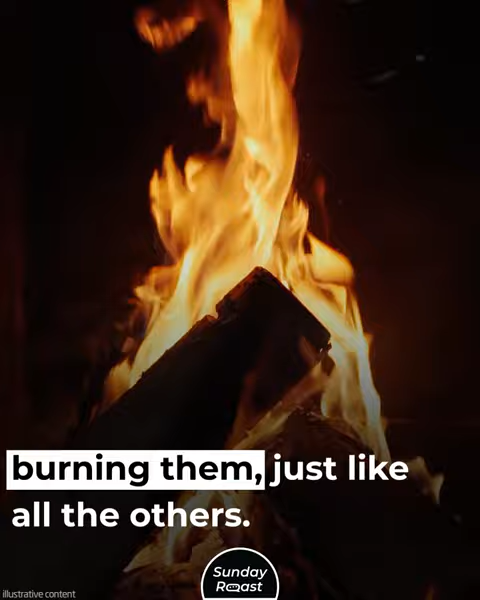 burning them, just like
all the others.
Sunday
Roast
illustrative content